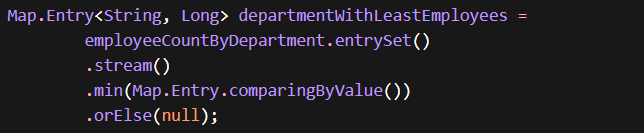 Map.Entry<String, Long> departmentWithLeastEmployees =
        employeeCountByDepartment.entrySet()
        .stream()
        .min(Map.Entry.comparingByValue())
        .orElse(null);